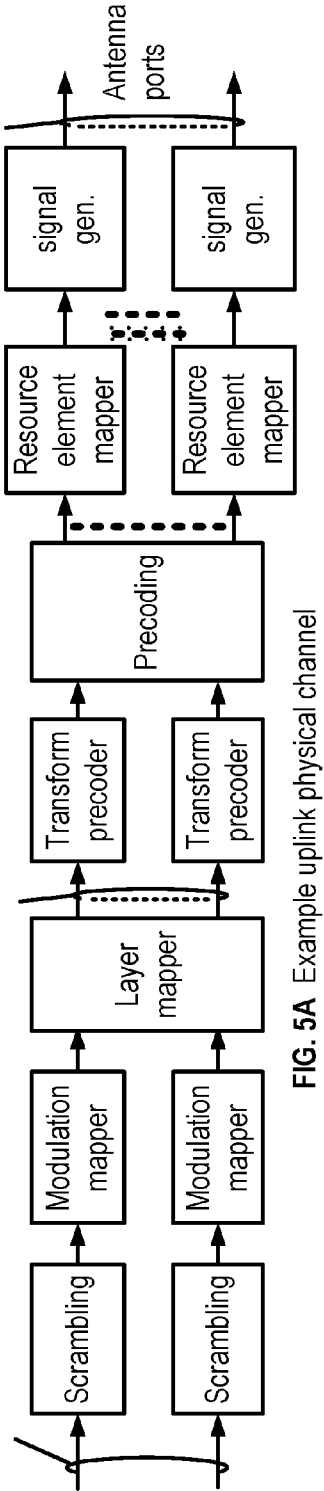 Scrambling
Modulation
mapper
Layer
mapper
Transform
precoder
Precoding
Resource
element
mapper
signal
gen.
Antenna
ports
Scrambling
Modulation
mapper
Transform
precoder
Resource
element
mapper
signal
gen.
FIG. 5A Example uplink physical channel